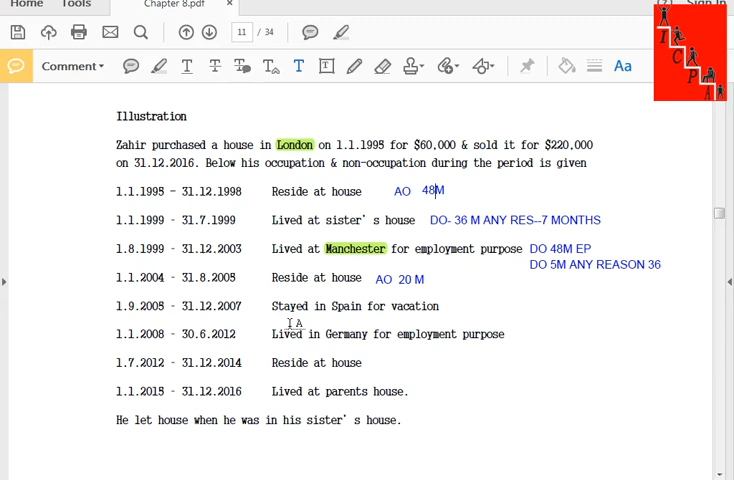 Home Tools Chapter 8.pdf × Sign In
11 / 34
Comment T T T T T T Aa
I C P A
Illustration
Zahir purchased a house in London on 1.1.1995 for $60,000 & sold it for $220,000
on 31.12.2016. Below his occupation & non-occupation during the period is given
1.1.1995 – 31.12.1998 Reside at house AO 48M
1.1.1999 - 31.7.1999 Lived at sister's house DO- 36 M ANY RES--7 MONTHS
1.8.1999 - 31.12.2003 Lived at Manchester for employment purpose DO 48M EP
DO 5M ANY REASON 36
1.1.2004 - 31.8.2005 Reside at house AO 20 M
1.9.2005 - 31.12.2007 Stayed in Spain for vacation
1.1.2008 - 30.6.2012 Lived in Germany for employment purpose
1.7.2012 - 31.12.2014 Reside at house
1.1.2015 - 31.12.2016 Lived at parents house.
He let house when he was in his sister's house.